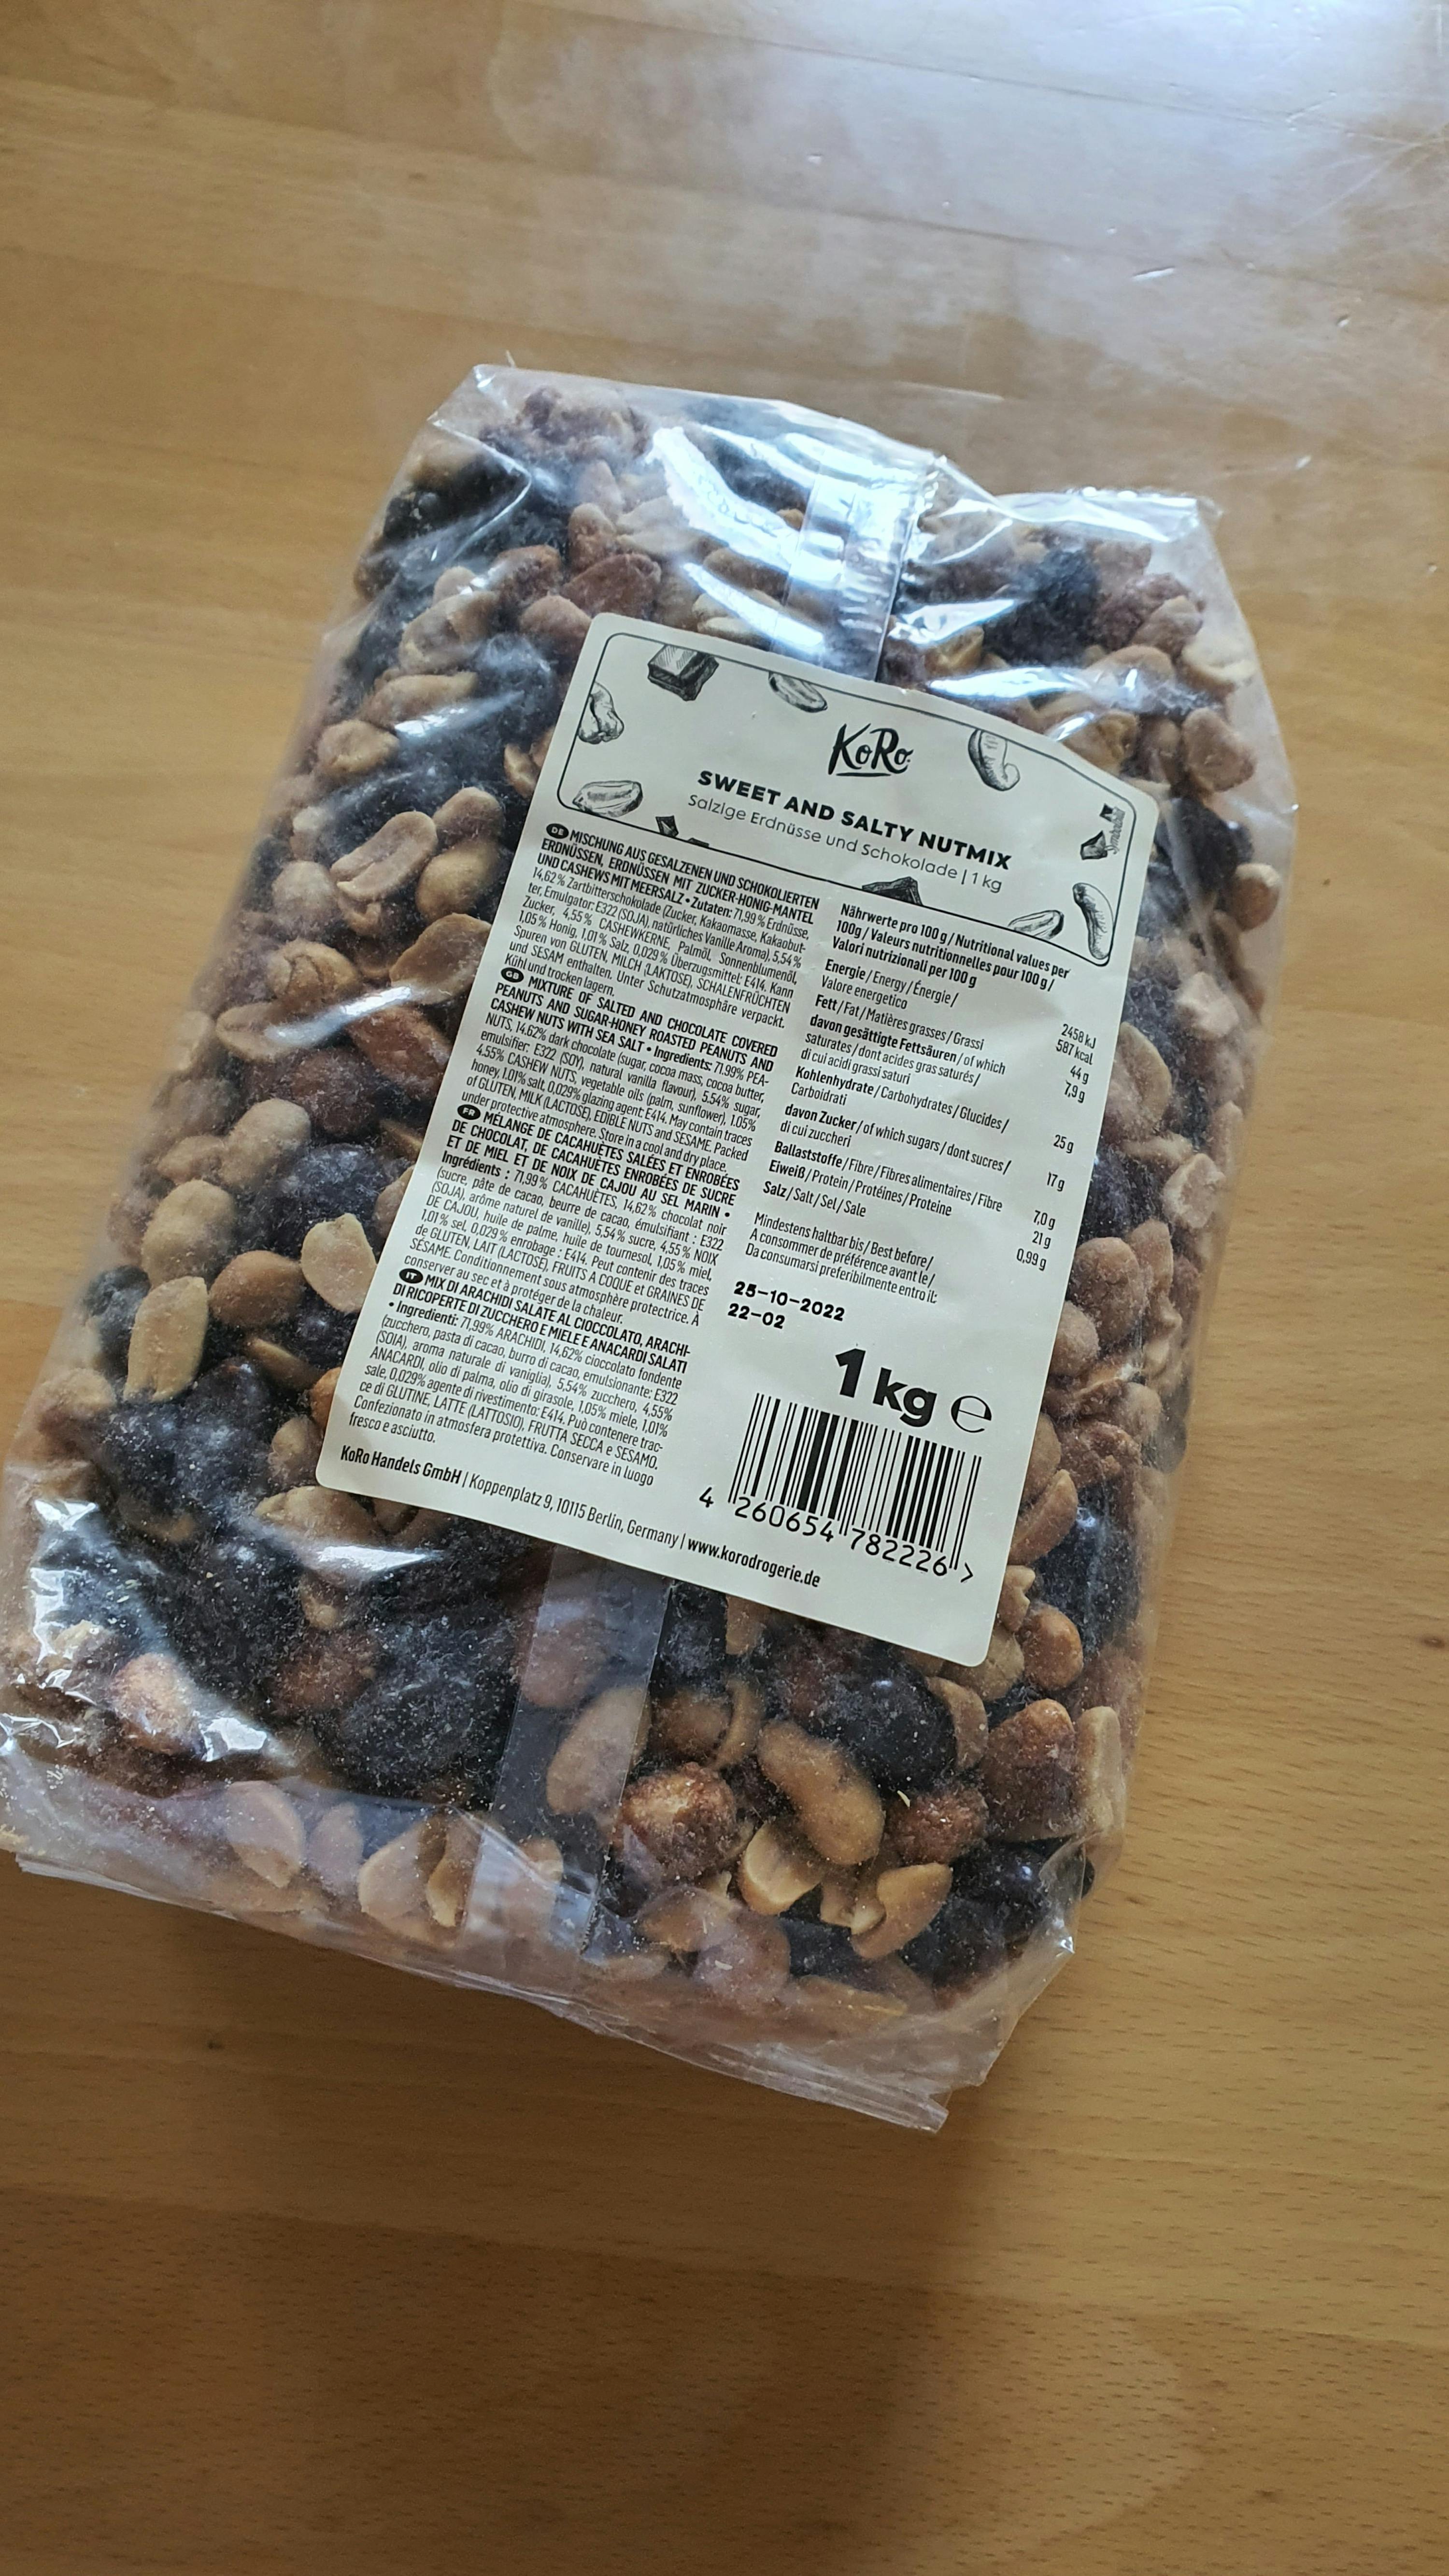 KoRo
SWEET AND SALTY NUTMIX
Salzige Erdnüsse und Schokolade | 1 kg
DE MISCHUNG AUS GESALZENEN UND SCHOKOLIERTEN
ERDNÜSSEN, ERDNÜSSEN MIT ZUCKER-HONIG-MANTEL
UND CASHEWS MIT MEERSALZ • Zutaten: 71,99 % Erdnüsse,
14,62 % Zartbitterschokolade (Zucker, Kakaomasse, Kakaobut-
ter, Emulgator: E322 (SOJA), natürliches Vanille Aroma), 5,54 %
Zucker, 4,55% CASHEWKERNE, Palmöl, Sonnenblumenöl,
1,05% Honig, 1,01% Salz, 0,029% Überzugsmittel: E414. Kann
Spuren von GLUTEN, MILCH (LAKTOSE), SCHALENFRÜCHTEN
und SESAM enthalten. Unter Schutzatmosphäre verpackt.
Kühl und trocken lagern.
GB MIXTURE OF SALTED AND CHOCOLATE COVERED
PEANUTS AND SUGAR-HONEY ROASTED PEANUTS AND
CASHEW NUTS WITH SEA SALT • Ingredients: 71.99% PEA-
NUTS, 14.62% dark chocolate (sugar, cocoa mass, cocoa butter,
emulsifier: E322 (SOY), natural vanilla flavour), 5.54% sugar,
4.55% CASHEW NUTS, vegetable oils (palm, sunflower), 1.05%
honey, 1.01% salt, 0.029% glazing agent: E414. May contain traces
of GLUTEN, MILK (LACTOSE), EDIBLE NUTS and SESAME. Packed
under protective atmosphere. Store in a cool and dry place.
FR MÉLANGE DE CACAHUÈTES SALÉES ET ENROBÉES
DE CHOCOLAT, DE CACAHUÈTES ENROBÉES DE SUCRE
ET DE MIEL ET DE NOIX DE CAJOU AU SEL MARIN •
Ingrédients : 71,99% CACAHUÈTES, 14,62% chocolat noir
(sucre, pâte de cacao, beurre de cacao, émulsifiant : E322
(SOJA), arôme naturel de vanille), 5,54% sucre, 4,55% NOIX
DE CAJOU, huile de palme, huile de tournesol, 1,05% miel,
1,01% sel, 0,029% enrobage : E414. Peut contenir des traces
de GLUTEN, LAIT (LACTOSE), FRUITS À COQUE et GRAINES DE
SÉSAME. Conditionnement sous atmosphère protectrice. À
conserver au sec et à protéger de la chaleur.
IT MIX DI ARACHIDI SALATE AL CIOCCOLATO, ARACHI-
DI RICOPERTE DI ZUCCHERO E MIELE E ANACARDI SALATI
• Ingredienti: 71,99% ARACHIDI, 14,62% cioccolato fondente
(zucchero, pasta di cacao, burro di cacao, emulsionante: E322
(SOIA), aroma naturale di vaniglia), 5,54% zucchero, 4,55%
ANACARDI, olio di palma, olio di girasole, 1,05% miele, 1,01%
sale, 0,029% agente di rivestimento: E414. Può contenere trac-
ce di GLUTINE, LATTE (LATTOSIO), FRUTTA SECCA e SESAMO.
Confezionato in atmosfera protettiva. Conservare in luogo
fresco e asciutto.
Nährwerte pro 100 g / Nutritional values per
100g / Valeurs nutritionnelles pour 100 g /
Valori nutrizionali per 100 g
Energie / Energy / Énergie /
Valore energetico 2458 kJ
587 kcal
Fett / Fat / Matières grasses / Grassi 44 g
davon gesättigte Fettsäuren / of which
saturates / dont acides gras saturés /
di cui acidi grassi saturi 7,9 g
Kohlenhydrate / Carbohydrates / Glucides /
Carboidrati 25 g
davon Zucker / of which sugars / dont sucres /
di cui zuccheri 17 g
Ballaststoffe / Fibre / Fibres alimentaires / Fibre 7,0 g
Eiweiß / Protein / Protéines / Proteine 21 g
Salz / Salt / Sel / Sale 0,99 g
Mindestens haltbar bis / Best before /
À consommer de préférence avant le /
Da consumarsi preferibilmente entro il:
25-10-2022
22-02
1 kg e
4 260654 782226 >
KoRo Handels GmbH | Koppenplatz 9, 10115 Berlin, Germany | www.korodrogerie.de